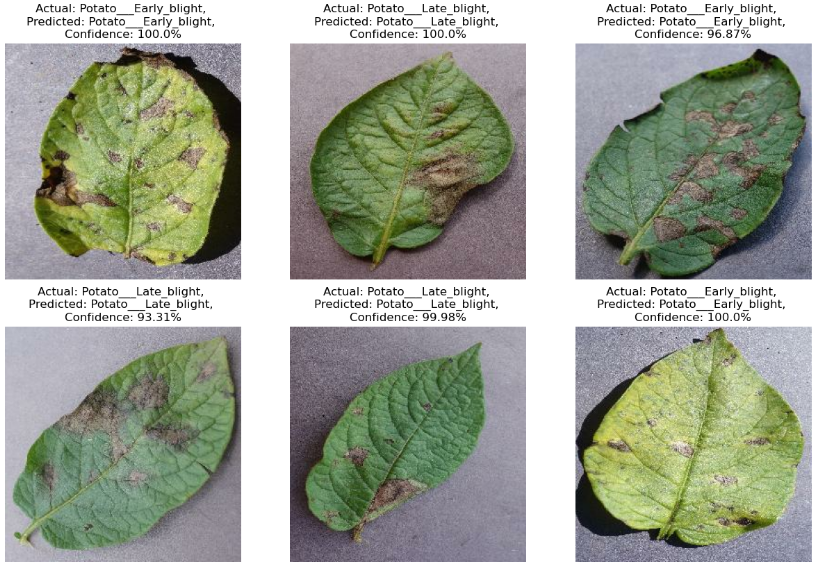 Actual: Potato___Early_blight,
Predicted: Potato___Early_blight,
Confidence: 100.0%
Actual: Potato___Late_blight,
Predicted: Potato___Late_blight,
Confidence: 100.0%
Actual: Potato___Early_blight,
Predicted: Potato___Early_blight,
Confidence: 96.87%
Actual: Potato___Late_blight,
Predicted: Potato___Late_blight,
Confidence: 93.31%
Actual: Potato___Late_blight,
Predicted: Potato___Late_blight,
Confidence: 99.98%
Actual: Potato___Early_blight,
Predicted: Potato___Early_blight,
Confidence: 100.0%